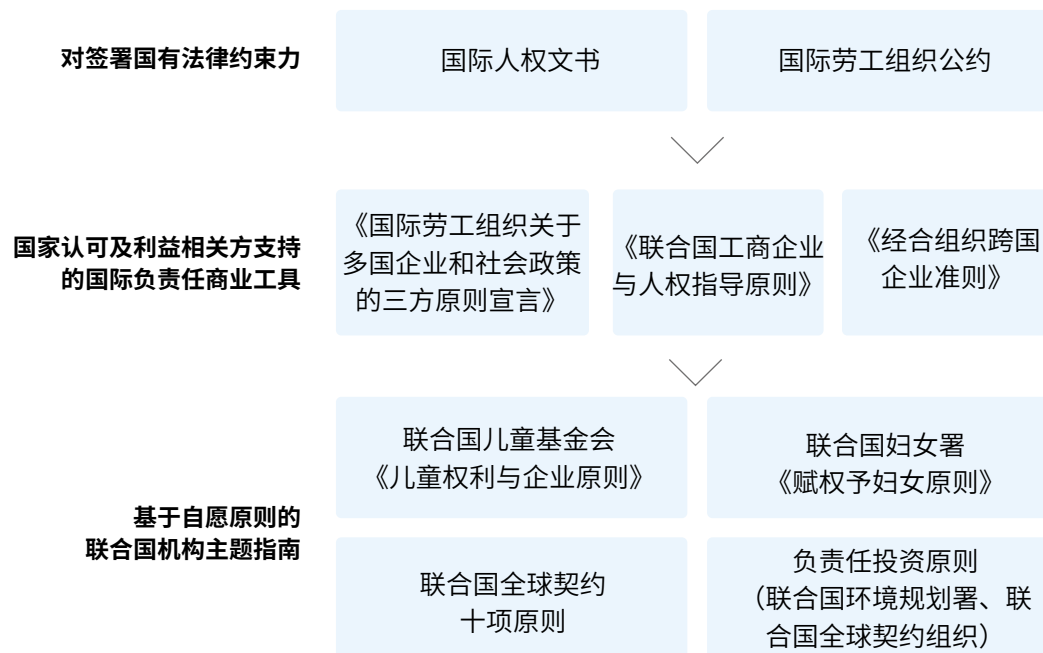 对签署国有法律约束力
国际人权文书
国际劳工组织公约
国家认可及利益相关方支持
的国际负责任商业工具
《国际劳工组织关于
多国企业和社会政策
的三方原则宣言》
《联合国工商企业
与人权指导原则》
《经合组织跨国
企业准则》
基于自愿原则的
联合国机构主题指南
联合国儿童基金会
《儿童权利与企业原则》
联合国妇女署
《赋权予妇女原则》
联合国全球契约
十项原则
负责任投资原则
（联合国环境规划署、联
合国全球契约组织）